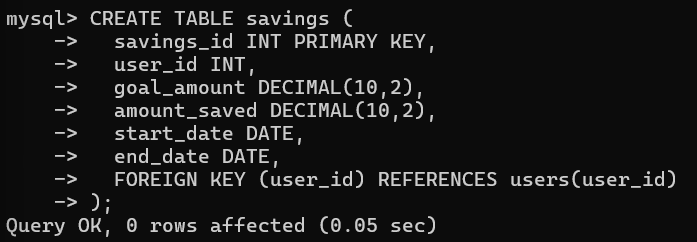 mysql> CREATE TABLE savings (
    ->   savings_id INT PRIMARY KEY,
    ->   user_id INT,
    ->   goal_amount DECIMAL(10,2),
    ->   amount_saved DECIMAL(10,2),
    ->   start_date DATE,
    ->   end_date DATE,
    ->   FOREIGN KEY (user_id) REFERENCES users(user_id)
    -> );
Query OK, 0 rows affected (0.05 sec)